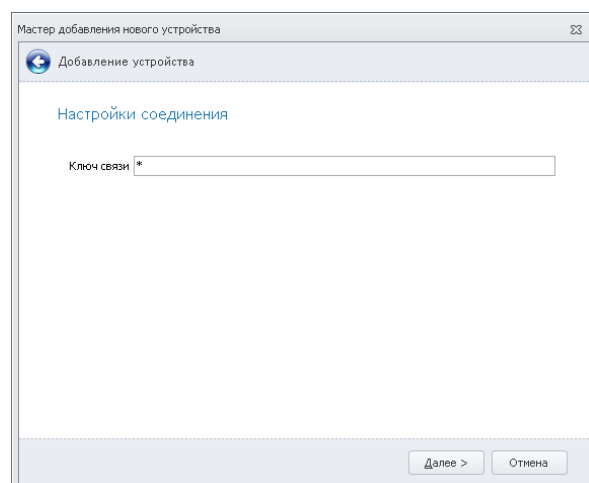 Мастер добавления нового устройства
Добавление устройства
Настройки соединения
Ключ связи *
Далее > Отмена